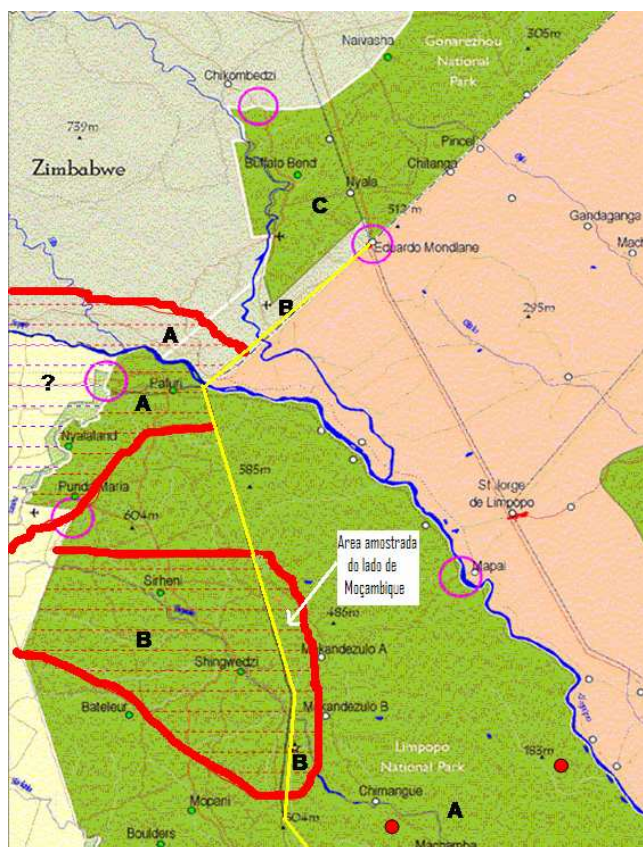 Naivasha
Gonarezhou
National
Park
305m
Chikombedzi
739m
Zimbabwe
Buffalo Bend
Pincel
Chitanga
Nyala
C
512m
Eduardo Mondlane
Gandaganga
B
295m
A
?
Pafuri
A
Nyalaland
Punda Maria
585m
604m
St Jorge
de Limpopo
Area amostrada
do lado de
Moçambique
Mapai
Sirheni
486m
Makandezulo A
B
Shingwedzi
Bateleur
Makandezulo B
B
Limpopo
National Park
183m
Mopani
Chimangue
A
504m
Boulders
Machamba